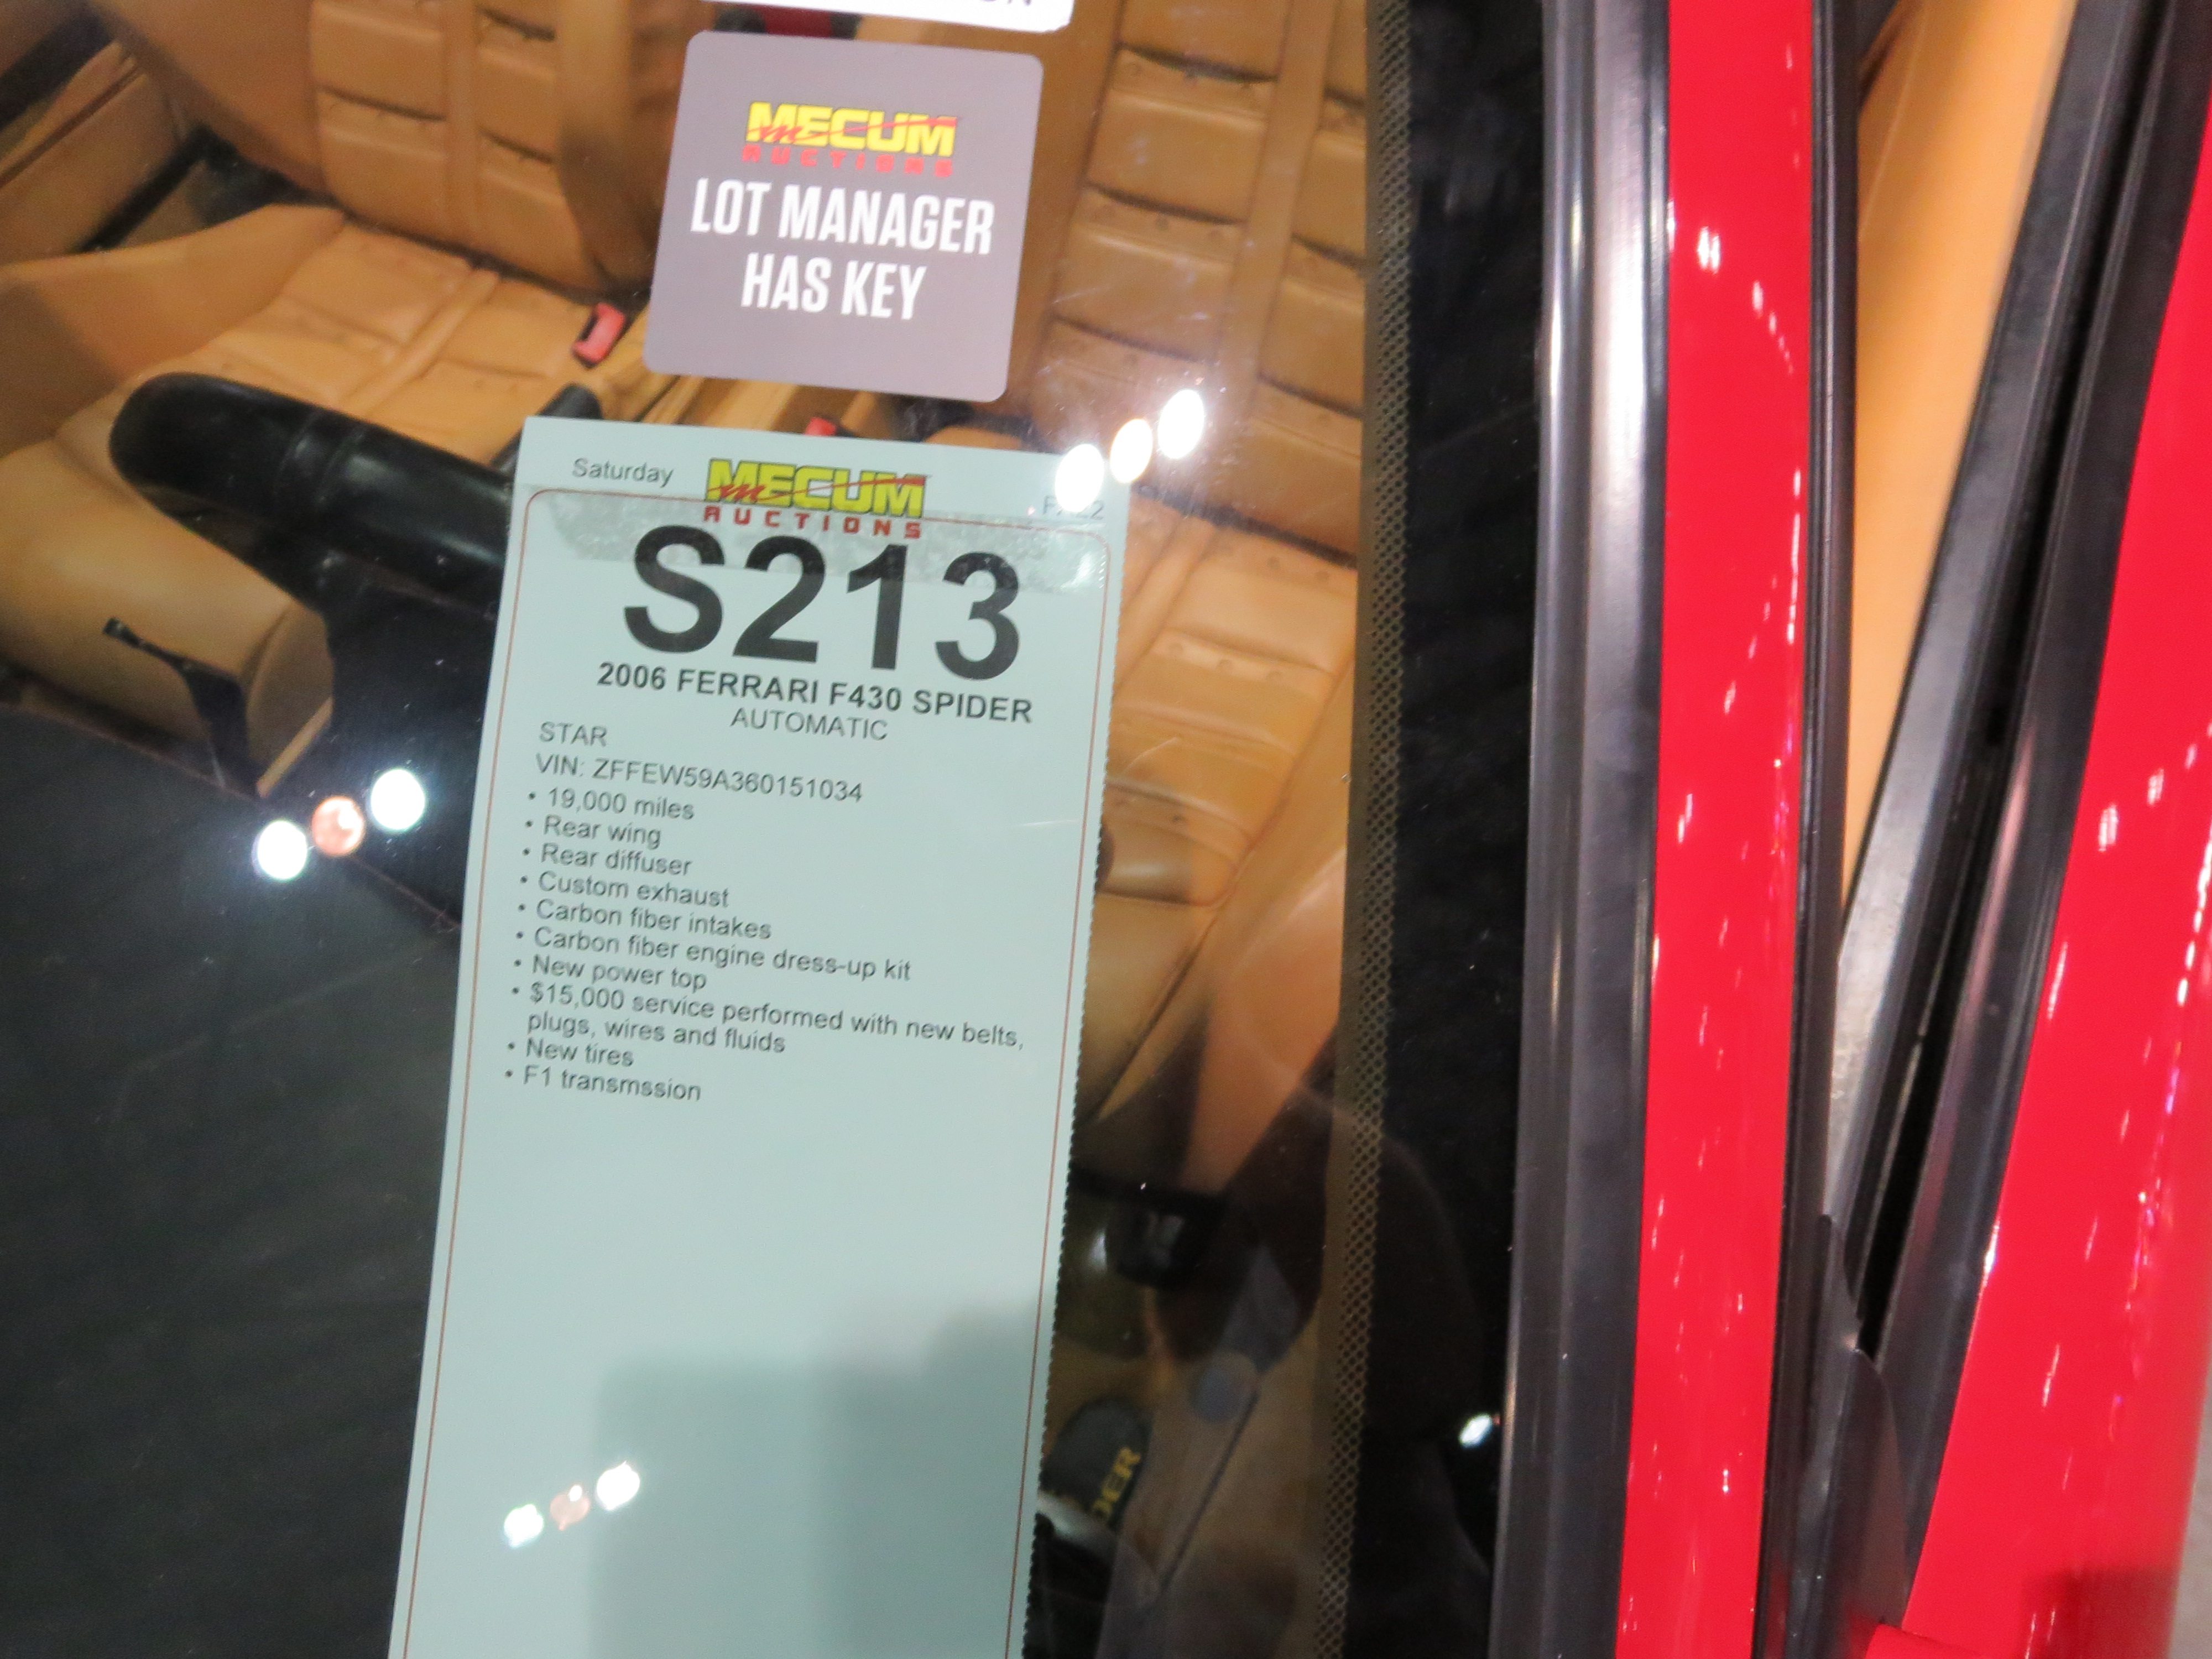 MECUM
AUCTIONS
LOT MANAGER
HAS KEY
Saturday
MECUM
AUCTIONS
S213
2006 FERRARI F430 SPIDER
AUTOMATIC
STAR
VIN: ZFFEW59A360151034
• 19,000 miles
• Rear wing
• Rear diffuser
• Custom exhaust
• Carbon fiber intakes
• Carbon fiber engine dress-up kit
• New power top
• $15,000 service performed with new belts,
plugs, wires and fluids
• New tires
• F1 transmssion